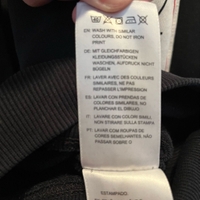 EN: WASH WITH SIMILAR
COLOURS, DO NOT IRON
PRINT
DE: MIT GLEICHFARBIGEN
KLEIDUNGSSTÜCKEN
WASCHEN, AUFDRUCK NICHT
BÜGELN
FR: LAVER AVEC DES COULEURS
SIMILAIRES, NE PAS
REPASSER L'IMPRESSION
ES: LAVAR CON PRENDAS DE
COLORES SIMILARES. NO
PLANCHAR EL DIBUJO.
IT: LAVARE CON COLORI SIMILI
NON STIRARE SULLA STAMPA
PT: LAVAR COM ROUPAS DE
CORES SEMELHANTES, NÃO
PASSAR SOBRE O